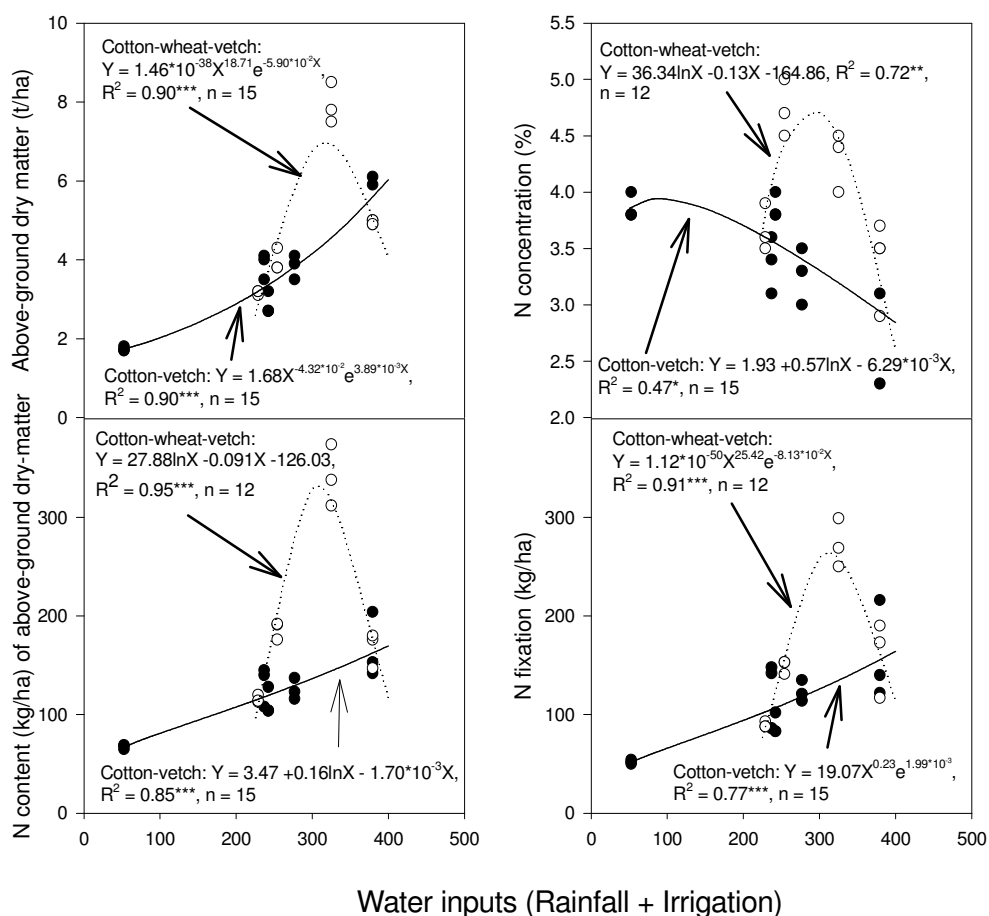 Above-ground dry matter (t/ha)
10
8
6
4
2
0
Cotton-wheat-vetch:
Y = 1.46*10^-38X^18.71e^-5.90*10^-2X,
R^2 = 0.90***, n = 15
Cotton-vetch: Y = 1.68X^-4.32*10^-2e^3.89*10^-3X,
R^2 = 0.90***, n = 15
N concentration (%)
5.5
5.0
4.5
4.0
3.5
3.0
2.5
2.0
Cotton-wheat-vetch:
Y = 36.34lnX -0.13X -164.86, R^2 = 0.72**,
n = 12
Cotton-vetch: Y = 1.93 +0.57lnX - 6.29*10^-3X,
R^2 = 0.47*, n = 15
N content (kg/ha) of above-ground dry-matter
300
200
100
0
Cotton-wheat-vetch:
Y = 27.88lnX -0.091X -126.03,
R^2 = 0.95***, n = 12
Cotton-vetch: Y = 3.47 +0.16lnX - 1.70*10^-3X,
R^2 = 0.85***, n = 15
0 100 200 300 400 500
N fixation (kg/ha)
300
200
100
0
Cotton-wheat-vetch:
Y = 1.12*10^-50X^25.42e^-8.13*10^-2X,
R^2 = 0.91***, n = 12
Cotton-vetch: Y = 19.07X^0.23e^1.99*10^-3,
R^2 = 0.77***, n = 15
0 100 200 300 400 500
Water inputs (Rainfall + Irrigation)